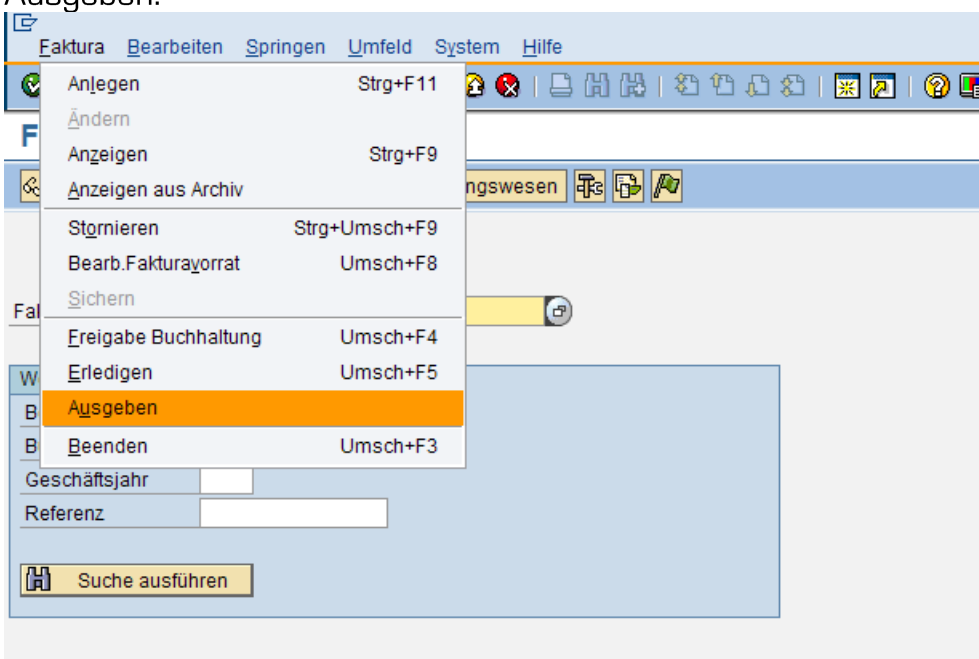 Ausgeben.
Faktura Bearbeiten Springen Umfeld System Hilfe
Anlegen Strg+F11
Ändern
Anzeigen Strg+F9
Anzeigen aus Archiv
ngswesen
Stornieren Strg+Umsch+F9
Bearb.Fakturavorrat Umsch+F8
Sichern
Freigabe Buchhaltung Umsch+F4
Erledigen Umsch+F5
Ausgeben
Beenden Umsch+F3
Geschäftsjahr
Referenz
Suche ausführen